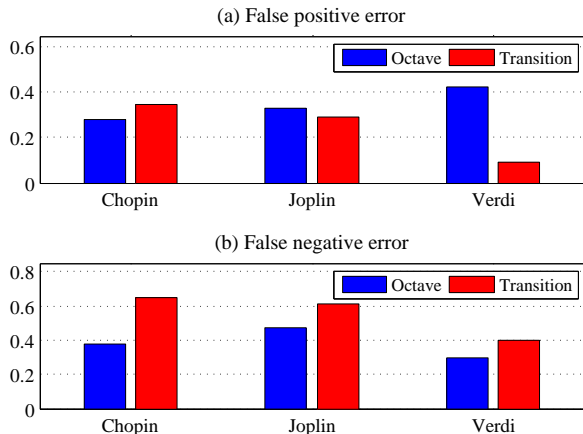 (a) False positive error
0.6
0.4
0.2
0
Octave Transition
Chopin Joplin Verdi
(b) False negative error
0.8
0.6
0.4
0.2
0
Octave Transition
Chopin Joplin Verdi